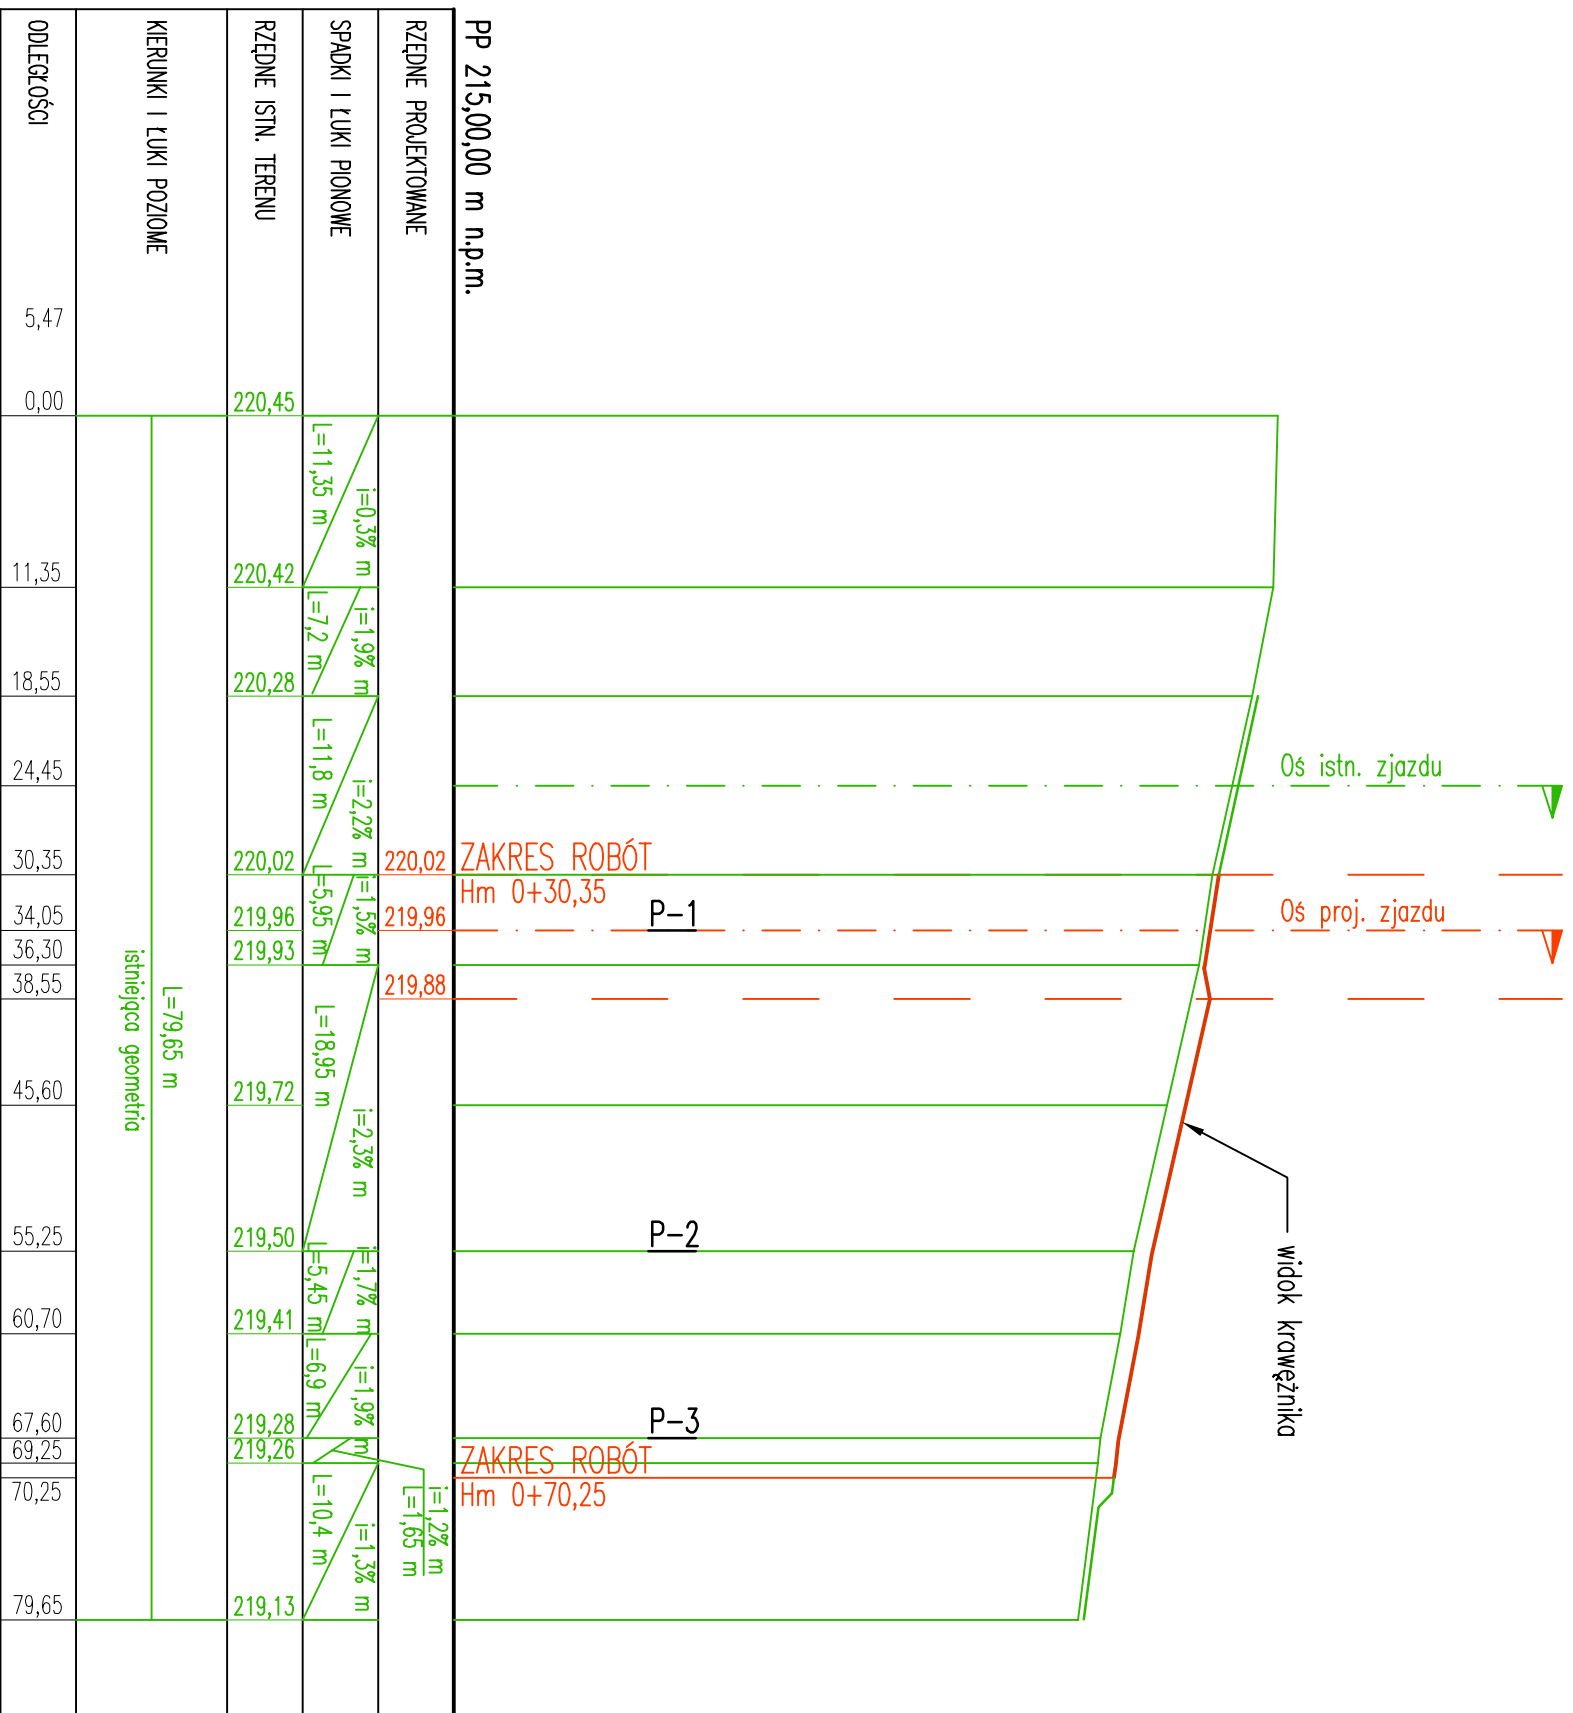 PP 215,00,00 m n.p.m.
RZĘDNE PROJEKTOWANE
220,02
219,96
219,88
SPADKI I ŁUKI PIONOWE
L=11,35 m
i=0,3% m
L=7,2 m
i=1,9% m
L=11,8 m
i=2,2% m
L=5,95 m
i=1,5% m
L=18,95 m
i=2,3% m
L=5,45 m
i=1,7% m
L=6,9 m
i=1,9% m
i=1,2% m
L=1,65 m
L=10,4 m
i=1,3% m
RZĘDNE ISTN. TERENU
220,45
220,42
220,28
220,02
219,96
219,93
219,72
219,50
219,41
219,28
219,26
219,13
KIERUNKI I ŁUKI POZIOME
L=79,65 m
istniejąca geometria
ODLEGŁOŚCI
5,47
0,00
11,35
18,55
24,45
30,35
34,05
36,30
38,55
45,60
55,25
60,70
67,60
69,25
70,25
79,65
ZAKRES ROBÓT
Hm 0+30,35
P-1
P-2
P-3
ZAKRES ROBÓT
Hm 0+70,25
Oś istn. zjazdu
Oś proj. zjazdu
widok krawężnika